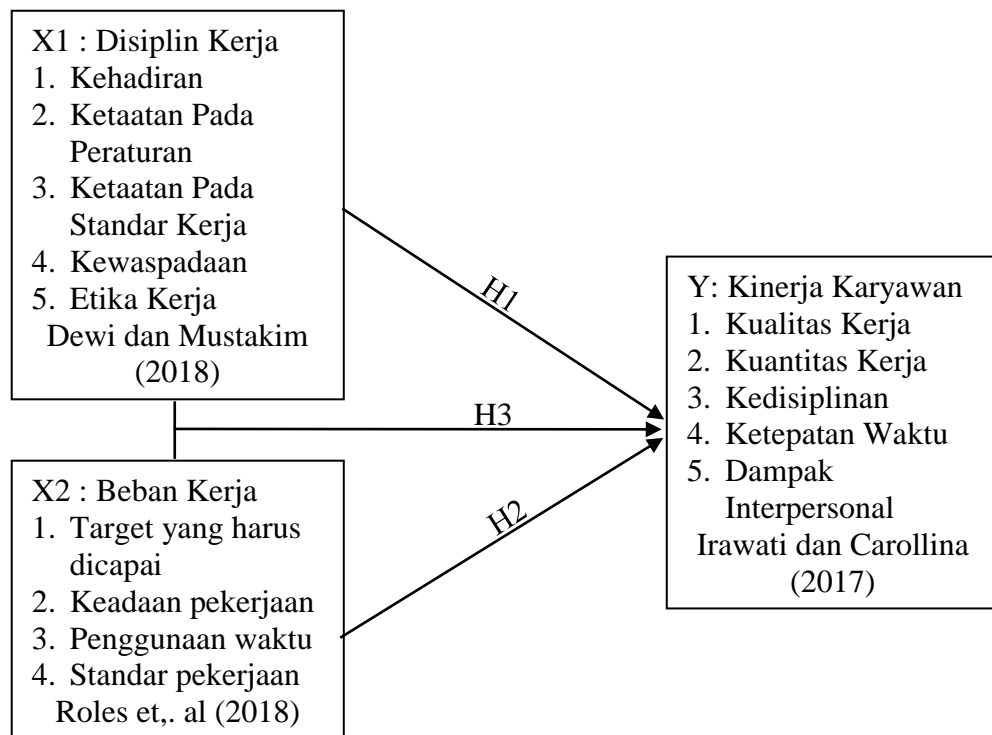 X1 : Disiplin Kerja
1. Kehadiran
2. Ketaatan Pada
Peraturan
3. Ketaatan Pada
Standar Kerja
4. Kewaspadaan
5. Etika Kerja
Dewi dan Mustakim
(2018)
H1
H3
H2
X2 : Beban Kerja
1. Target yang harus
dicapai
2. Keadaan pekerjaan
3. Penggunaan waktu
4. Standar pekerjaan
Roles et,. al (2018)
Y: Kinerja Karyawan
1. Kualitas Kerja
2. Kuantitas Kerja
3. Kedisiplinan
4. Ketepatan Waktu
5. Dampak
Interpersonal
Irawati dan Carollina
(2017)